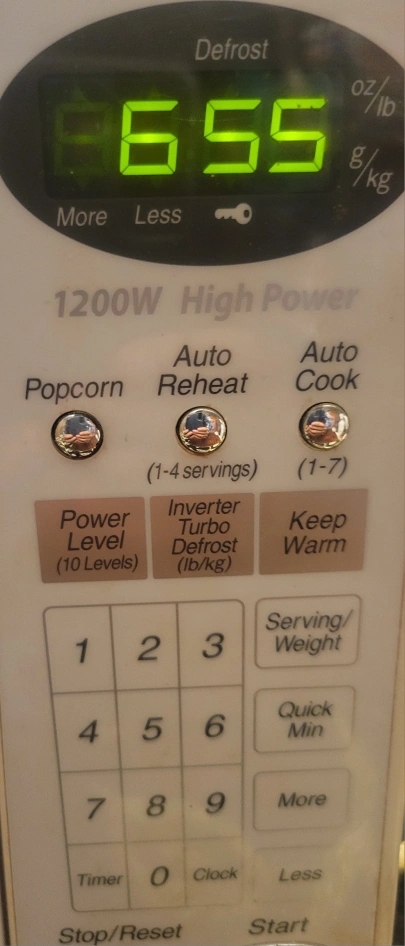 Defrost
oz/lb
655
g/kg
More Less
1200W High Power
Popcorn
Auto Reheat
(1-4 servings)
Auto Cook
(1-7)
Power
Level
(10 Levels)
Inverter
Turbo
Defrost
(lb/kg)
Keep
Warm
1 2 3
Serving/
Weight
4 5 6
Quick
Min
7 8 9
More
Timer 0 Clock
Less
Stop/Reset Start